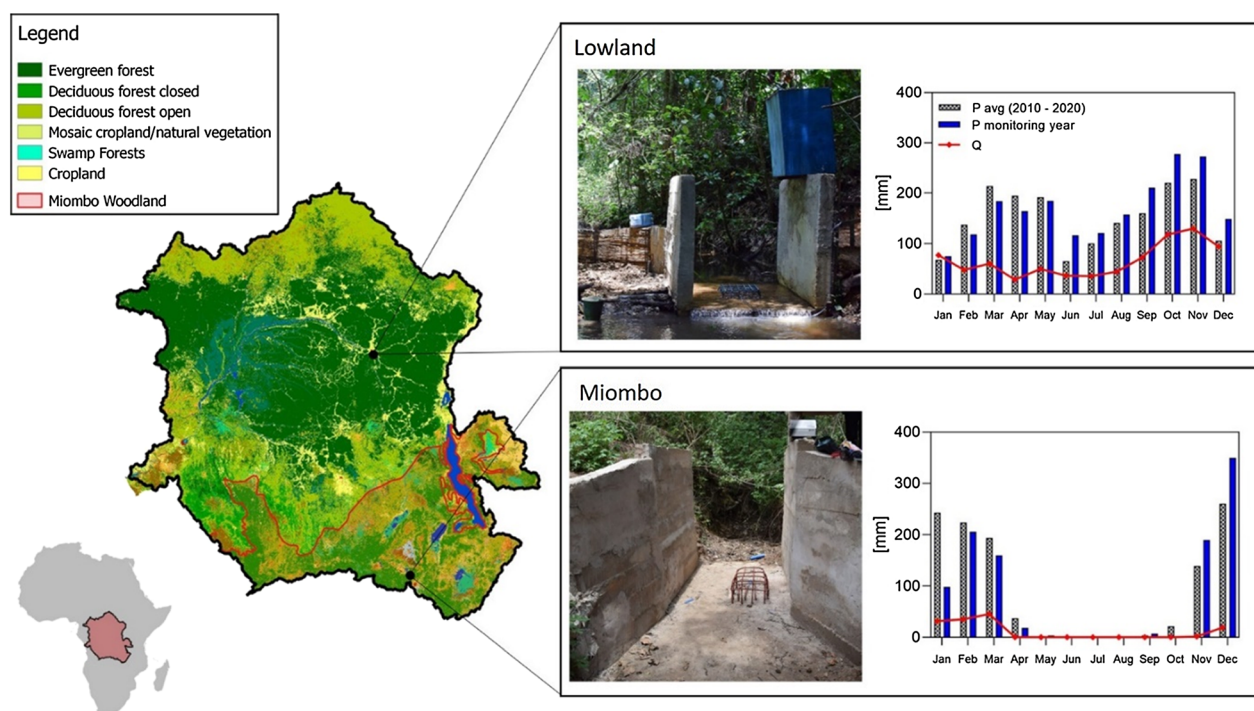 Legend
Evergreen forest
Deciduous forest closed
Deciduous forest open
Mosaic cropland/natural vegetation
Swamp Forests
Cropland
Miombo Woodland
Lowland
400
300
200
100
0
[mm]
P avg (2010 - 2020)
P monitoring year
Q
Jan Feb Mar Apr May Jun Jul Aug Sep Oct Nov Dec
Miombo
400
300
200
100
0
[mm]
Jan Feb Mar Apr May Jun Jul Aug Sep Oct Nov Dec